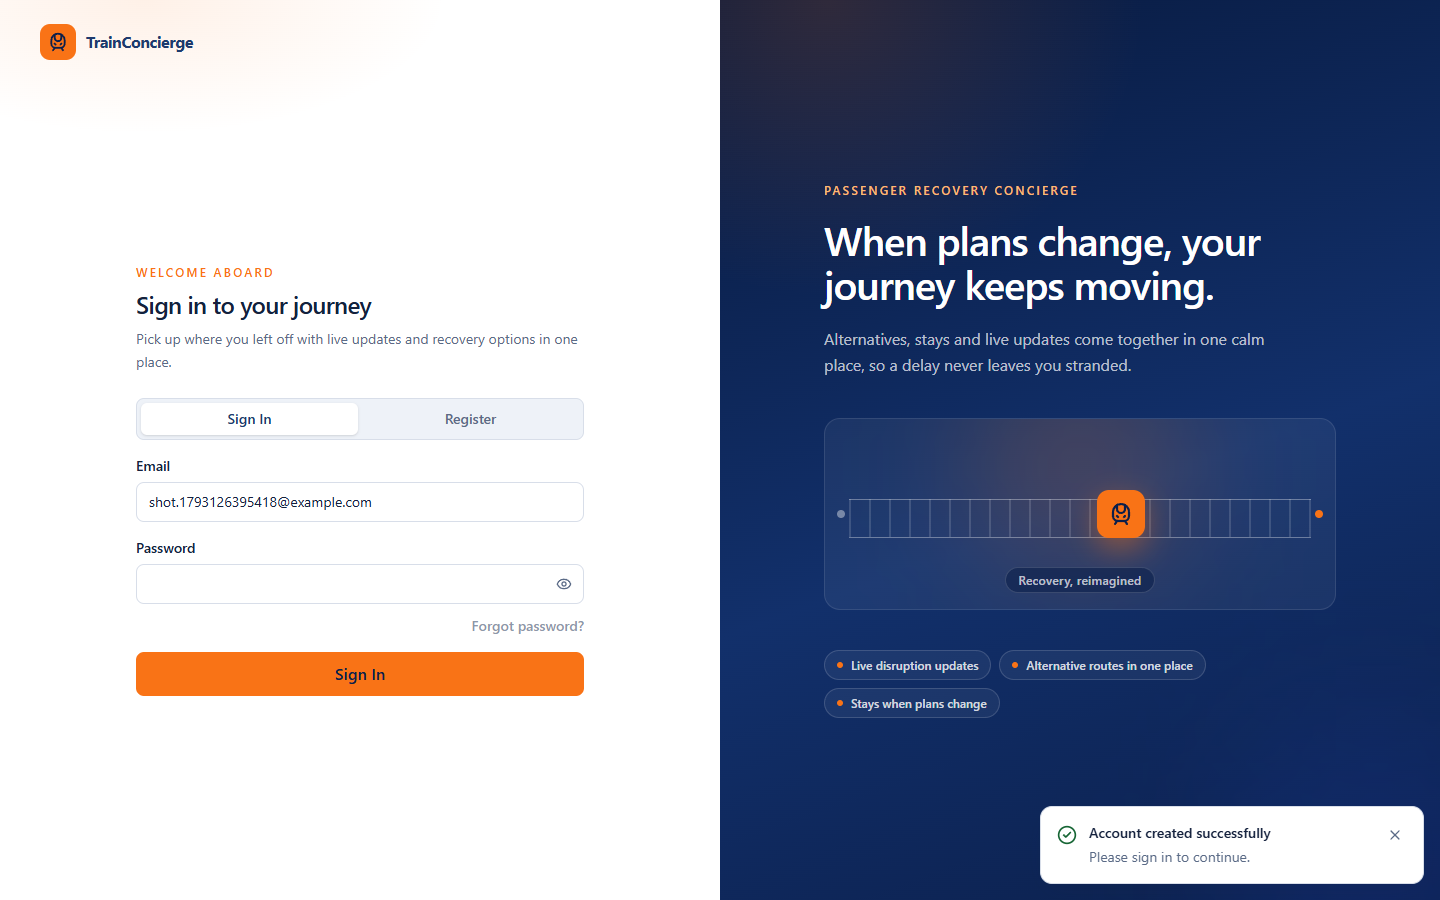 TrainConcierge
WELCOME ABOARD
Sign in to your journey
Pick up where you left off with live updates and recovery options in one
place.
Sign In
Register
Email
shot.1793126395418@example.com
Password
Forgot password?
Sign In
PASSENGER RECOVERY CONCIERGE
When plans change, your
journey keeps moving.
Alternatives, stays and live updates come together in one calm
place, so a delay never leaves you stranded.
Recovery, reimagined
Live disruption updates
Alternative routes in one place
Stays when plans change
Account created successfully
Please sign in to continue.